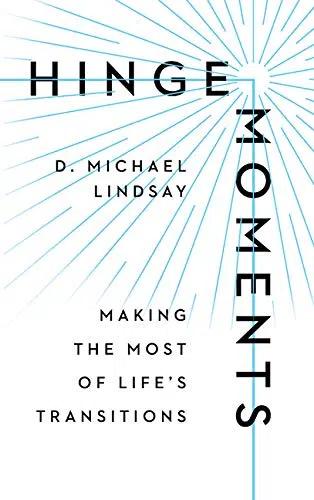 HINGE
MOMENTS
D. MICHAEL
LINDSAY
MAKING
THE MOST
OF LIFE'S
TRANSITIONS